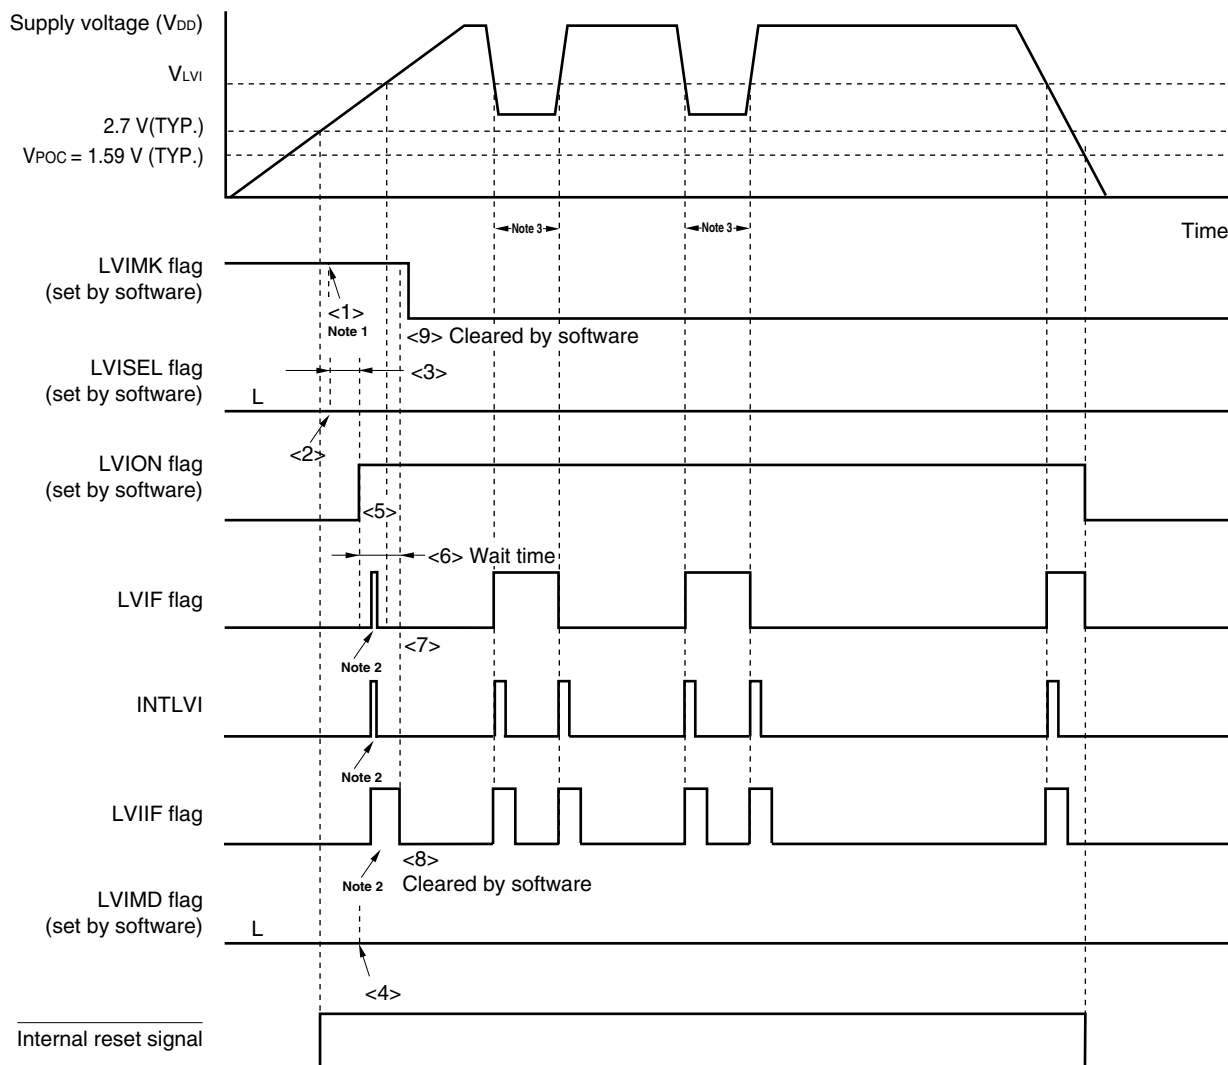 Supply voltage (VDD)
VLVI
2.7 V(TYP.)
VPOC = 1.59 V (TYP.)
Note 3
Note 3
Time
LVIMK flag
(set by software)
<1>
Note 1
<9> Cleared by software
LVISEL flag
(set by software)
L
<3>
<2>
LVION flag
(set by software)
<5>
<6> Wait time
LVIF flag
<7>
Note 2
INTLVI
Note 2
LVIIF flag
<8>
Note 2
Cleared by software
LVIMD flag
(set by software)
L
<4>
Internal reset signal